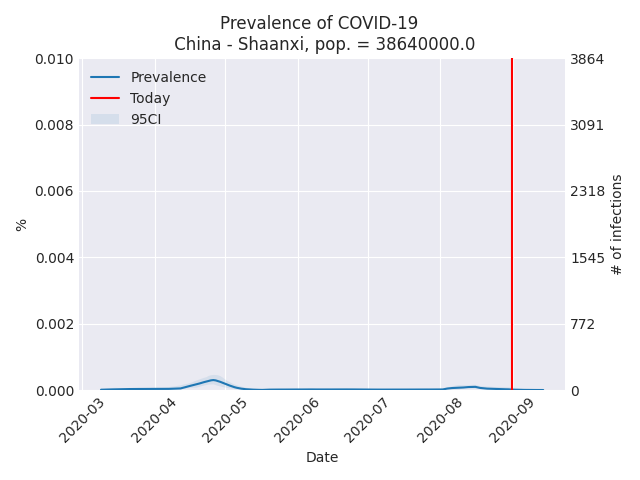 Prevalence of COVID-19
China - Shaanxi, pop. = 38640000.0
0.010
0.008
0.006
0.004
0.002
0.000
%
Prevalence
Today
95CI
3864
3091
2318
1545
772
0
# of infections
2020-03
2020-04
2020-05
2020-06
2020-07
2020-08
2020-09
Date